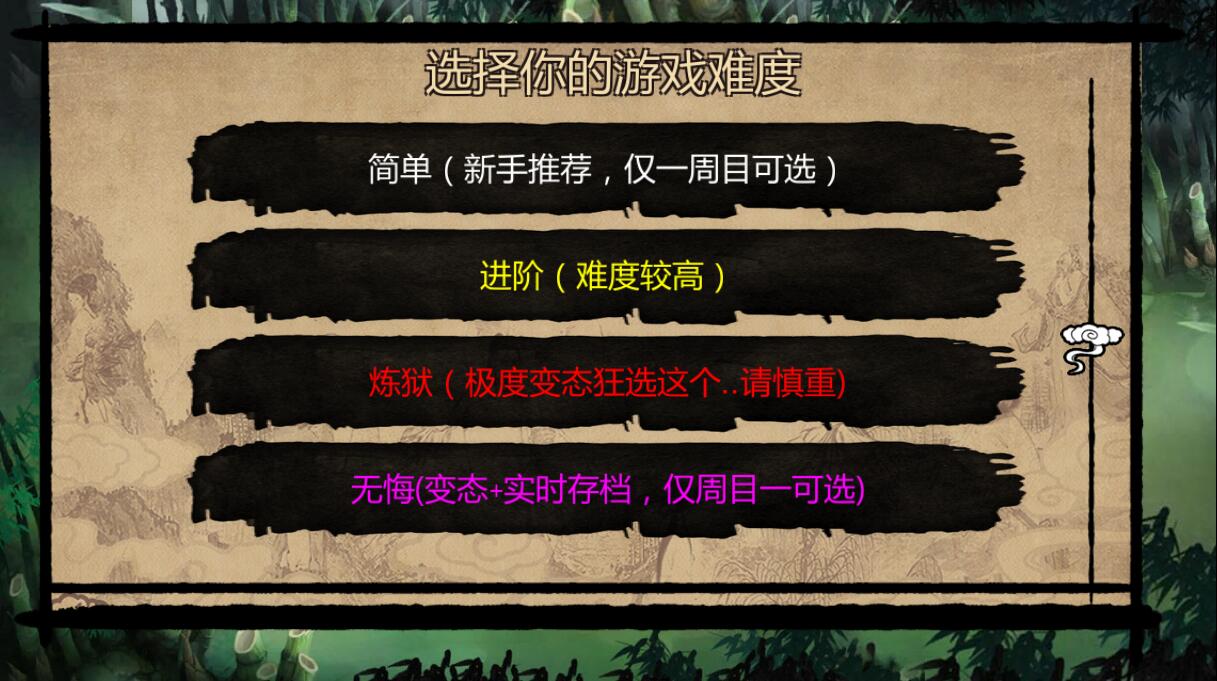 选择你的游戏难度
简单（新手推荐，仅一周目可选）
进阶（难度较高）
炼狱（极度变态狂选这个..请慎重)
无悔(变态+实时存档，仅周目一可选)